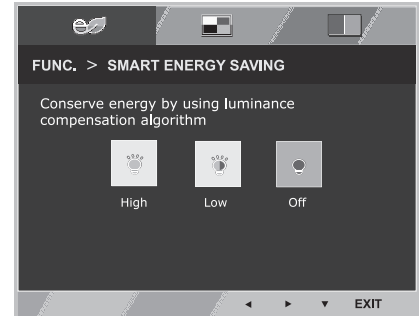 FUNC. > SMART ENERGY SAVING
Conserve energy by using luminance
compensation algorithm
High Low Off
EXIT